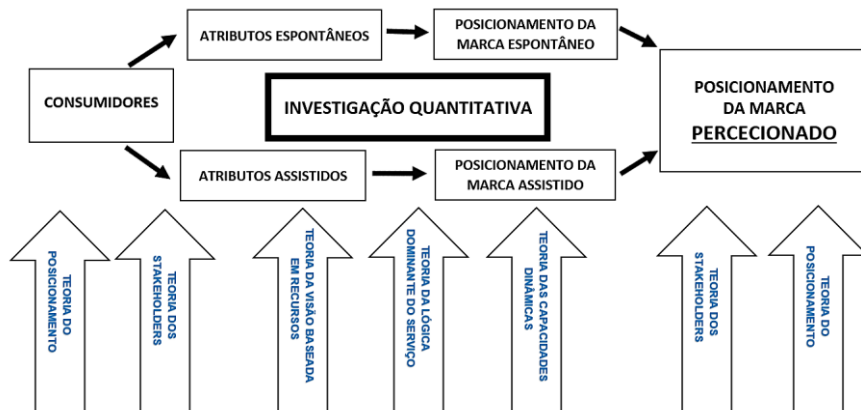 ATRIBUTOS ESPONTÂNEOS
POSICIONAMENTO DA
MARCA ESPONTÂNEO
CONSUMIDORES
INVESTIGAÇÃO QUANTITATIVA
POSICIONAMENTO
DA MARCA
PERCECIONADO
ATRIBUTOS ASSISTIDOS
POSICIONAMENTO DA
MARCA ASSISTIDO
TEORIA DO
POSICIONAMENTO
TEORIA DOS
STAKEHOLDERS
TEORIA DA VISÃO BASEADA
EM RECURSOS
TEORIA DA LÓGICA
DOMINANTE DO SERVIÇO
TEORIA DAS CAPACIDADES
DINÂMICAS
TEORIA DOS
STAKEHOLDERS
TEORIA DO
POSICIONAMENTO